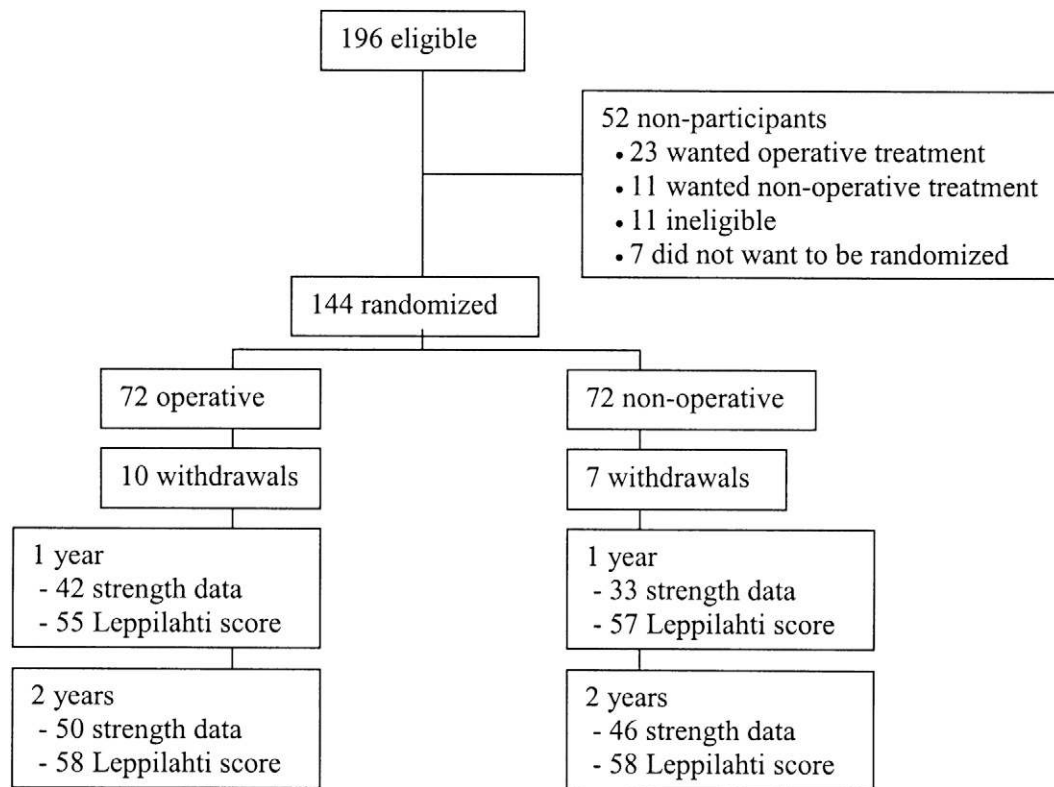 196 eligible
52 non-participants
• 23 wanted operative treatment
• 11 wanted non-operative treatment
• 11 ineligible
• 7 did not want to be randomized
144 randomized
72 operative
72 non-operative
10 withdrawals
7 withdrawals
1 year
- 42 strength data
- 55 Leppilahti score
1 year
- 33 strength data
- 57 Leppilahti score
2 years
- 50 strength data
- 58 Leppilahti score
2 years
- 46 strength data
- 58 Leppilahti score